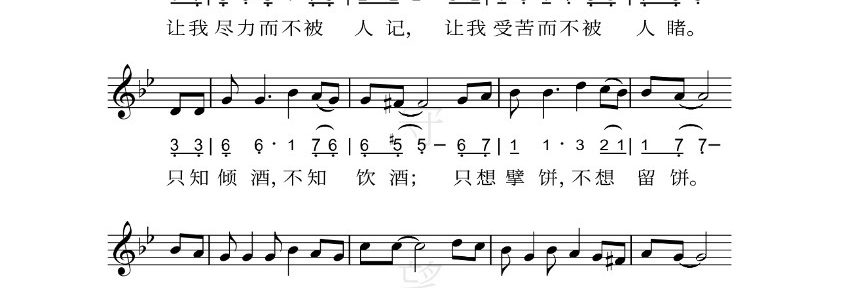 让我尽力而不被 人记, 让我受苦而不被 人睹。
3 3 | 6 6· 1 7 6 | 6 #5 5 – 6 7 | 1 1· 3 2 1 | 1 7 7 –
只知倾 酒,不知 饮 酒; 只想擘 饼,不想 留 饼。